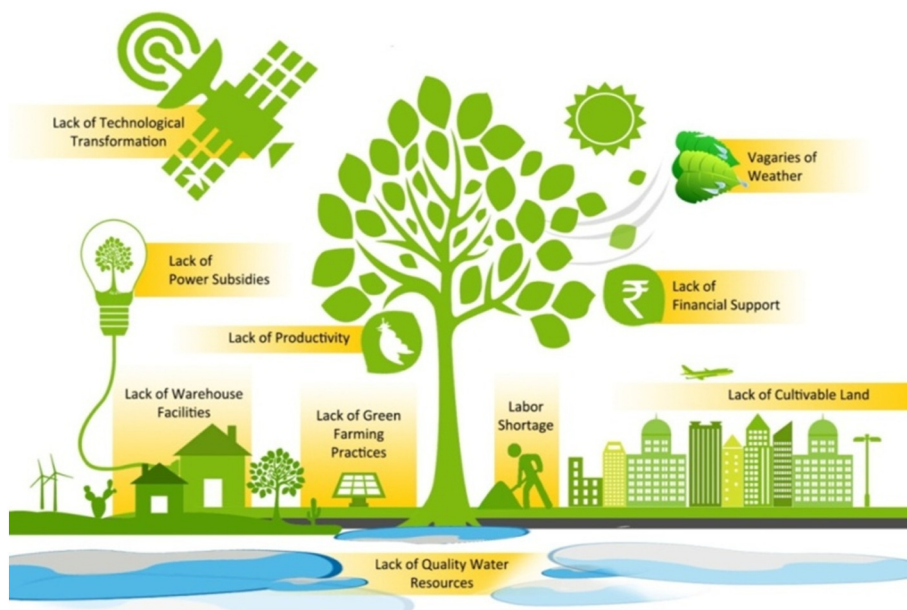 Lack of Technological
Transformation
Vagaries of
Weather
Lack of
Power Subsidies
₹
Lack of
Financial Support
Lack of Productivity
Lack of Warehouse
Facilities
Lack of Green
Farming
Practices
Labor
Shortage
Lack of Cultivable Land
Lack of Quality Water
Resources